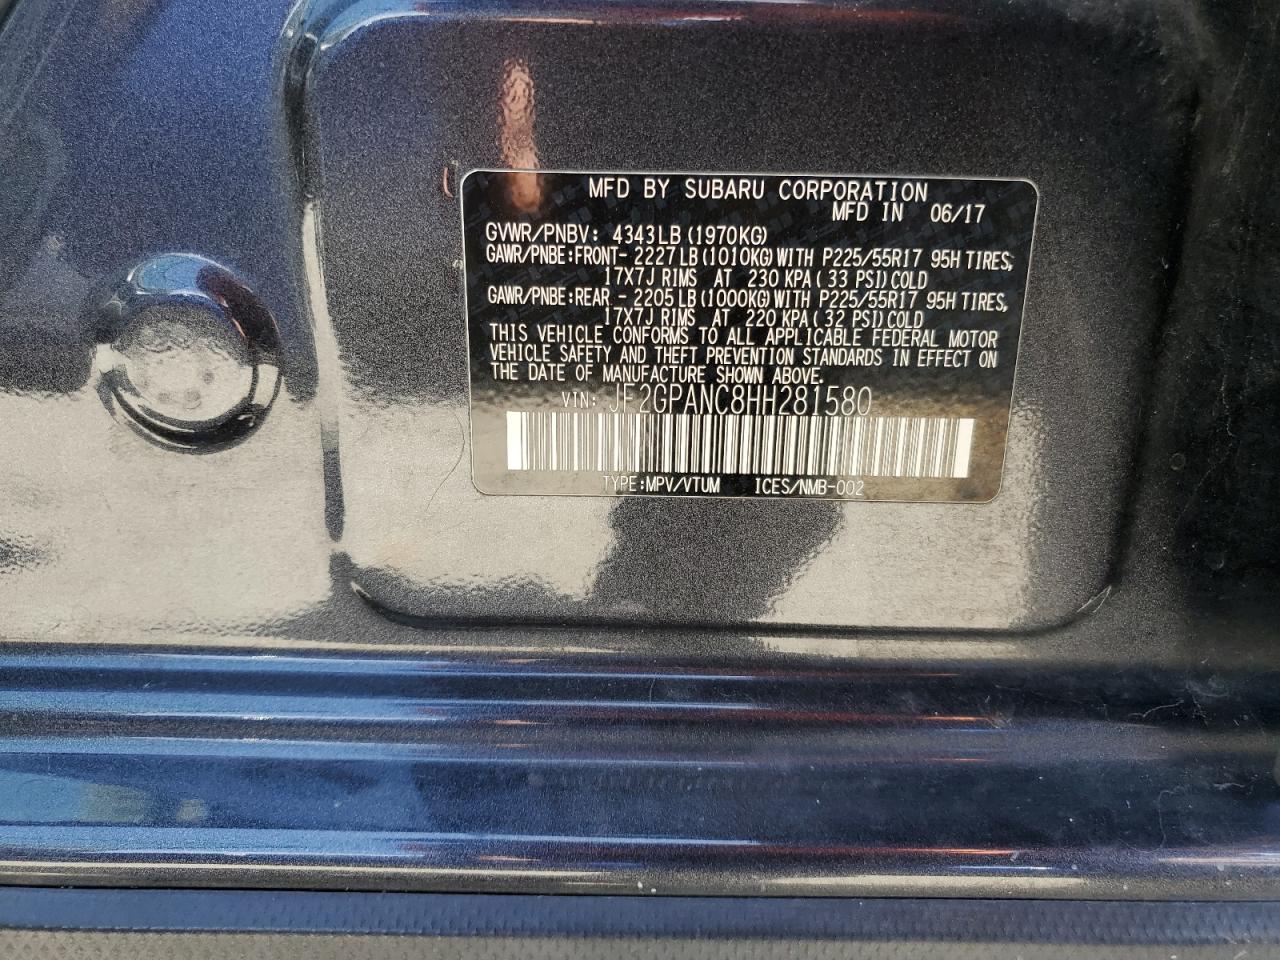 MFD BY SUBARU CORPORATION
MFD IN 06/17
GVWR/PNBV: 4343LB (1970KG)
GAWR/PNBE:FRONT- 2227LB (1010KG) WITH P225/55R17 95H TIRES,
17X7J RIMS AT 230 KPA ( 33 PSI) COLD
GAWR/PNBE:REAR - 2205LB (1000KG) WITH P225/55R17 95H TIRES,
17X7J RIMS AT 220 KPA ( 32 PSI) COLD
THIS VEHICLE CONFORMS TO ALL APPLICABLE FEDERAL MOTOR
VEHICLE SAFETY AND THEFT PREVENTION STANDARDS IN EFFECT ON
THE DATE OF MANUFACTURE SHOWN ABOVE.
VIN: JF2GPANC8HH281580
TYPE:MPV/VTUM ICES/NMB-002